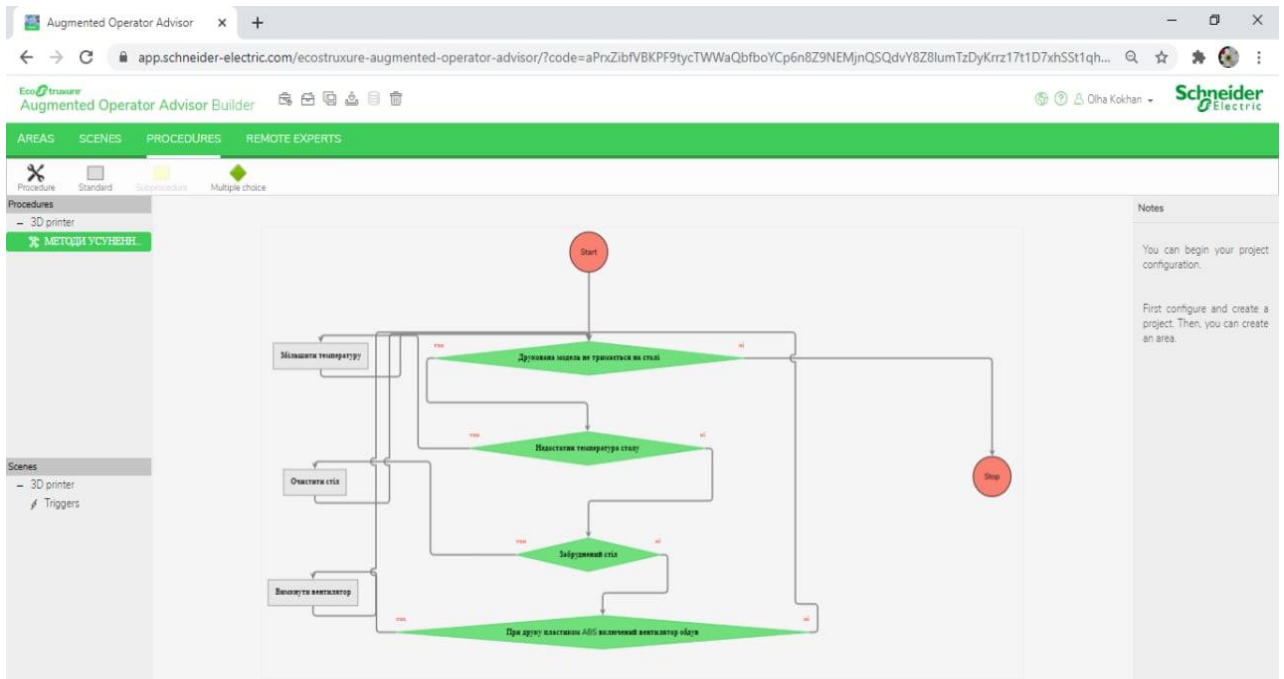 Augmented Operator Advisor
app.schneider-electric.com/ecostruxure-augmented-operator-advisor/?code=aPrxZibfVBKPF9tycTWWaQbfboYCp6n8Z9NEMjnQSQdvY8Z8lumTzDyKrrz17t1D7xhSSt1qh...
EcoStruxure
Augmented Operator Advisor Builder
Olha Kokhan
Schneider Electric
AREAS SCENES PROCEDURES REMOTE EXPERTS
Procedure Standard Subprocedure Multiple choice
Procedures
– 3D printer
МЕТОДИ УСУНЕНН...
Notes
You can begin your project
configuration.
First configure and create a
project. Then, you can create
an area.
Start
Збільшити температуру
так
Друкована модель не тримається на столі
ні
так
Недостатня температура столу
ні
Очистити стіл
Stop
так
Забруднений стіл
ні
Вимкнути вентилятор
так
При друку пластиком ABS включений вентилятор обдув
ні
Scenes
– 3D printer
Triggers